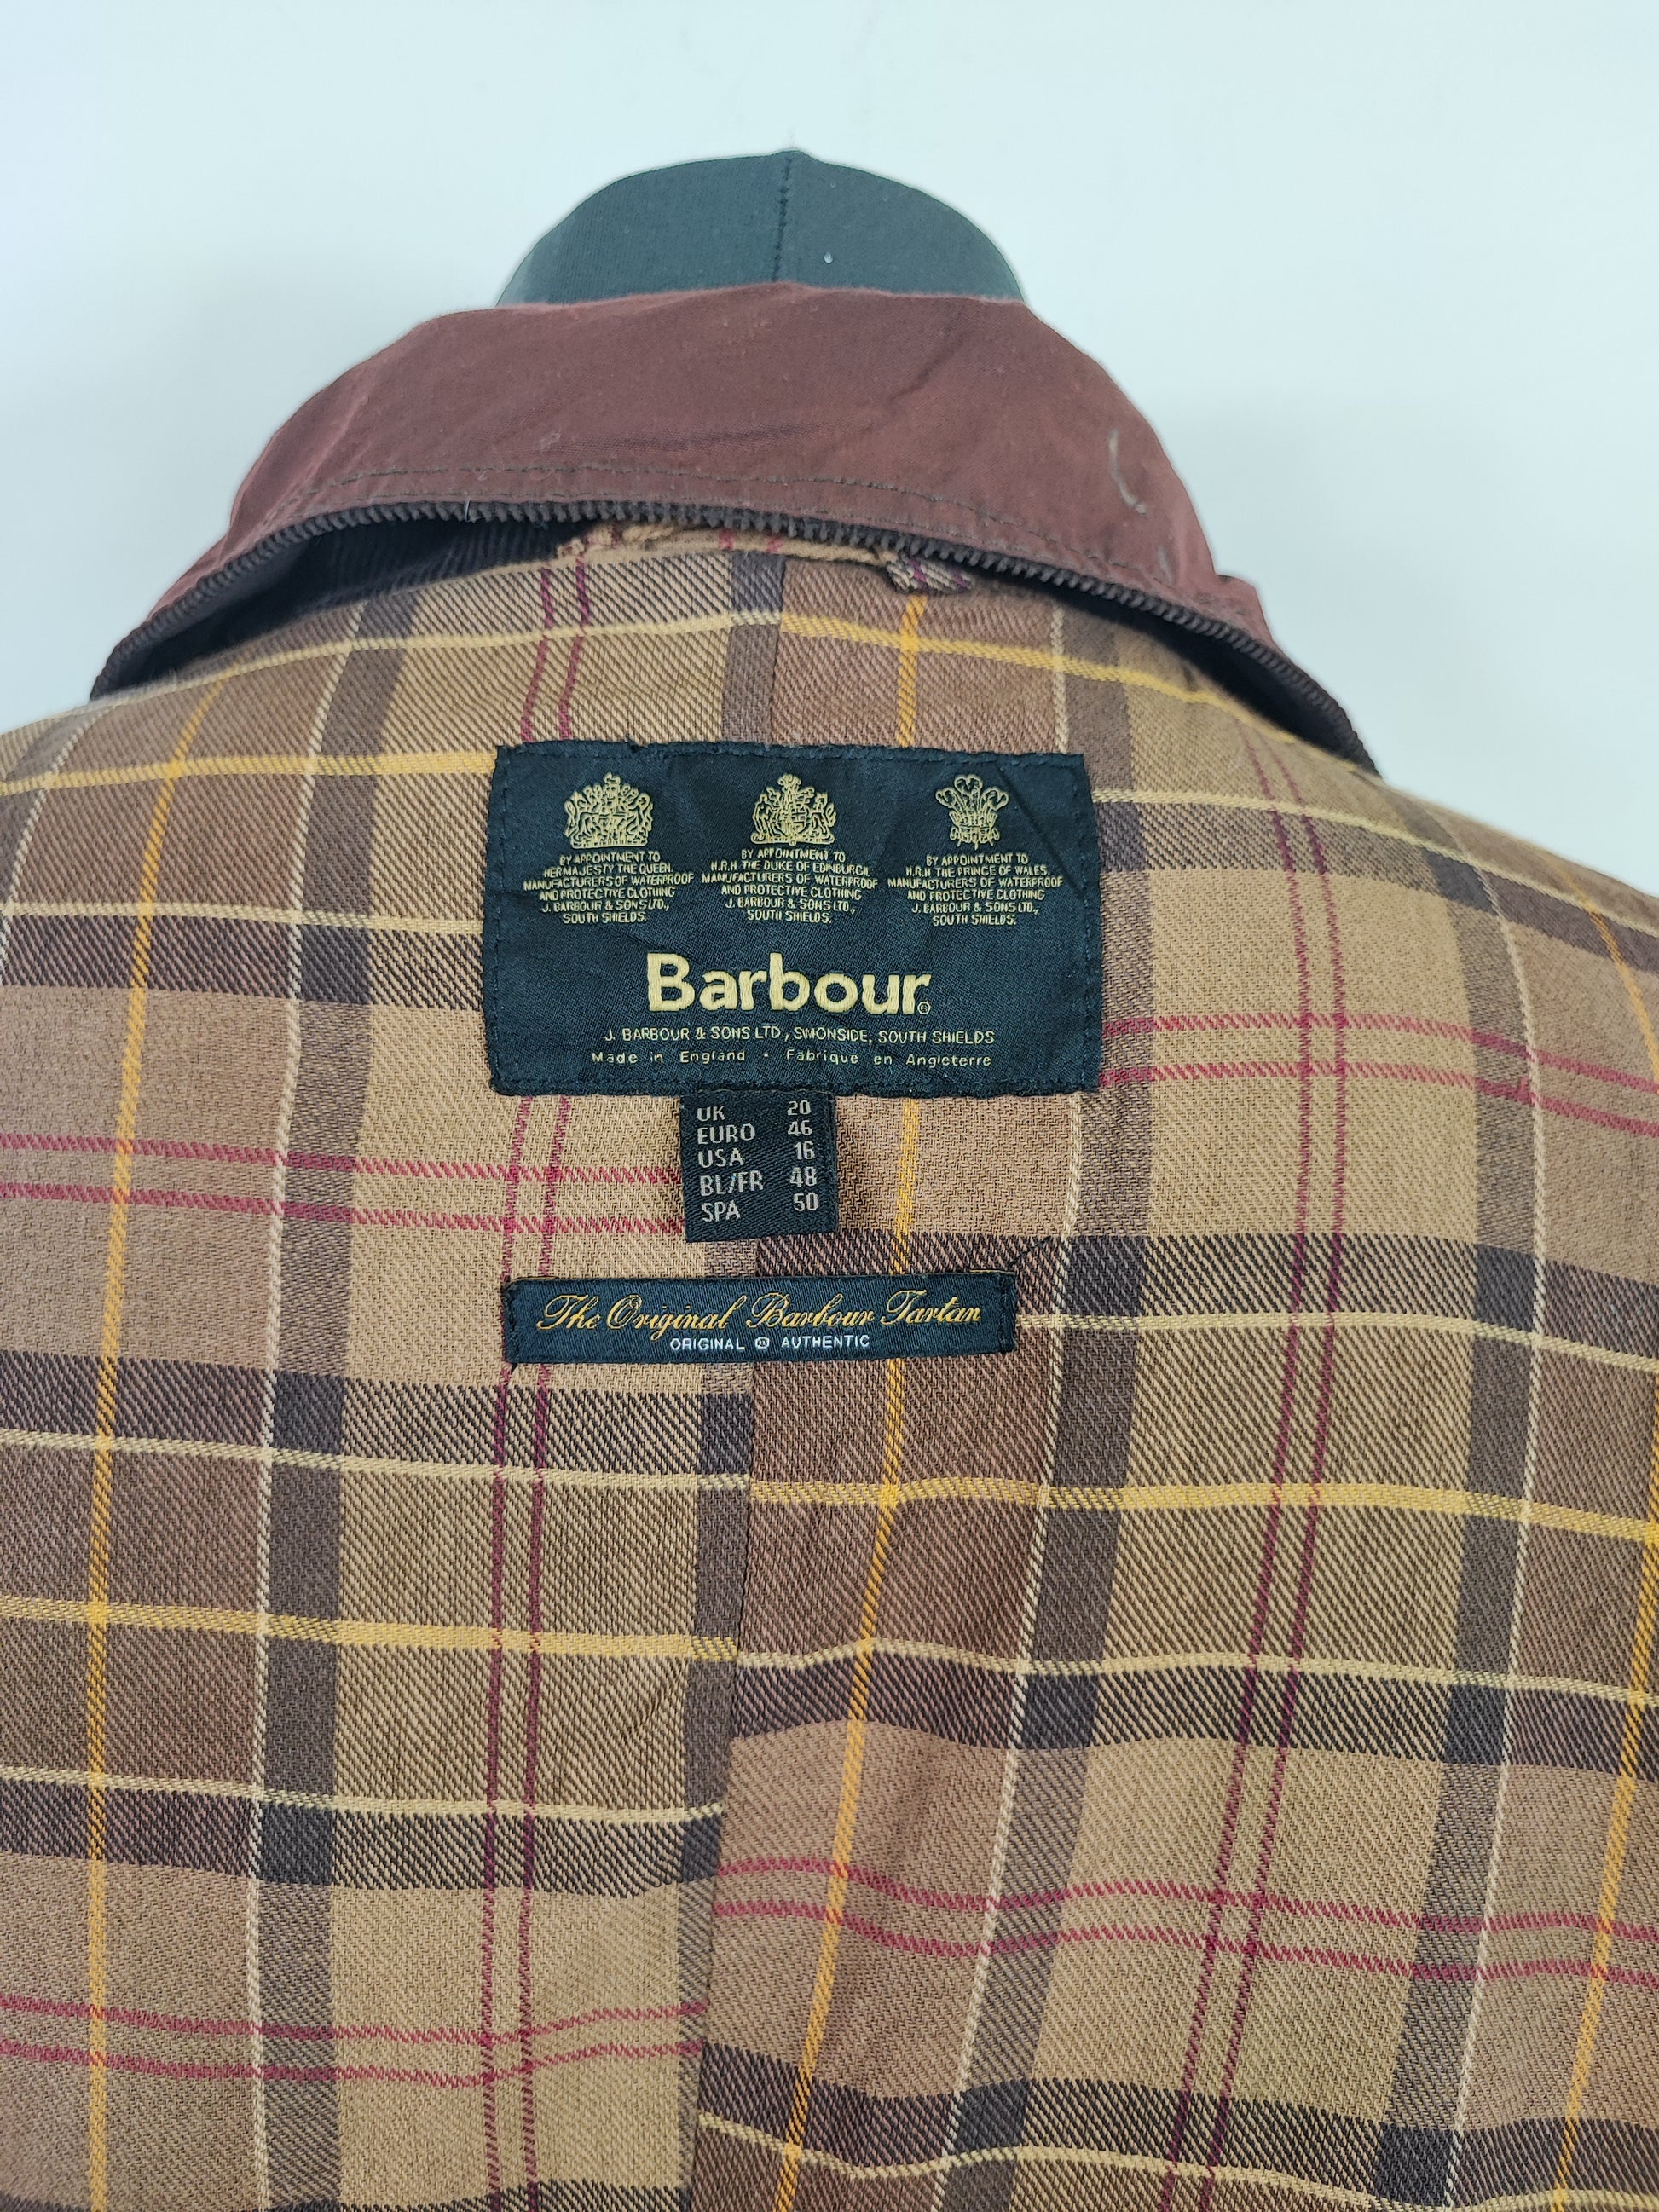 BY APPOINTMENT TO
HER MAJESTY THE QUEEN.
MANUFACTURERS OF WATERPROOF
AND PROTECTIVE CLOTHING
J. BARBOUR & SONS LTD.,
SOUTH SHIELDS.
BY APPOINTMENT TO
H.R.H. THE DUKE OF EDINBURGH.
MANUFACTURERS OF WATERPROOF
AND PROTECTIVE CLOTHING
J. BARBOUR & SONS LTD.,
SOUTH SHIELDS.
BY APPOINTMENT TO
H.R.H THE PRINCE OF WALES.
MANUFACTURERS OF WATERPROOF
AND PROTECTIVE CLOTHING
J. BARBOUR & SONS LTD.,
SOUTH SHIELDS.
Barbour®
J. BARBOUR & SONS LTD., SIMONSIDE, SOUTH SHIELDS
Made in England • Fabrique en Angleterre
UK 20
EURO 46
USA 16
BL/FR 48
SPA 50
The Original Barbour Tartan
ORIGINAL AUTHENTIC